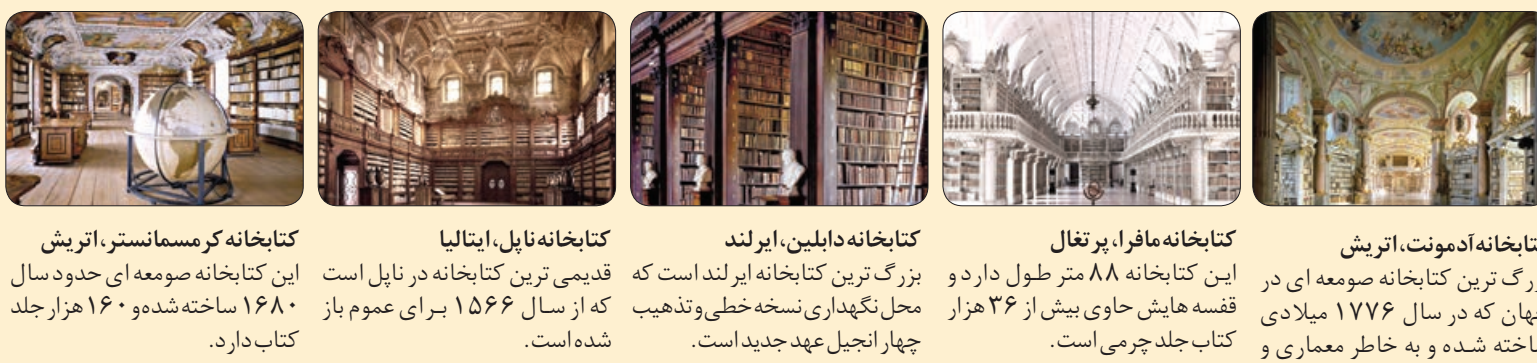 آدمونت، اتریش
ترین کتابخانه صومعه ای در
که در سال ۱۷۷۶ میلادی
شده و به خاطر معماری و
کتابخانه مافرا، پرتغال
این کتابخانه ۸۸ متر طول دارد و
قفسه هایش حاوی بیش از ۳۶ هزار
کتاب جلد چرمی است.
کتابخانه دابلین، ایرلند
بزرگ ترین کتابخانه ایرلند است که
محل نگهداری نسخه خطی و تذهیب
چهار انجیل عهد جدید است.
کتابخانه ناپل، ایتالیا
قدیمی ترین کتابخانه در ناپل است
که از سال ۱۵۶۶ برای عموم باز
شده است.
کتابخانه کرمسمانستر، اتریش
این کتابخانه صومعه ای حدود سال
۱۶۸۰ ساخته شده و ۱۶۰ هزار جلد
کتاب دارد.